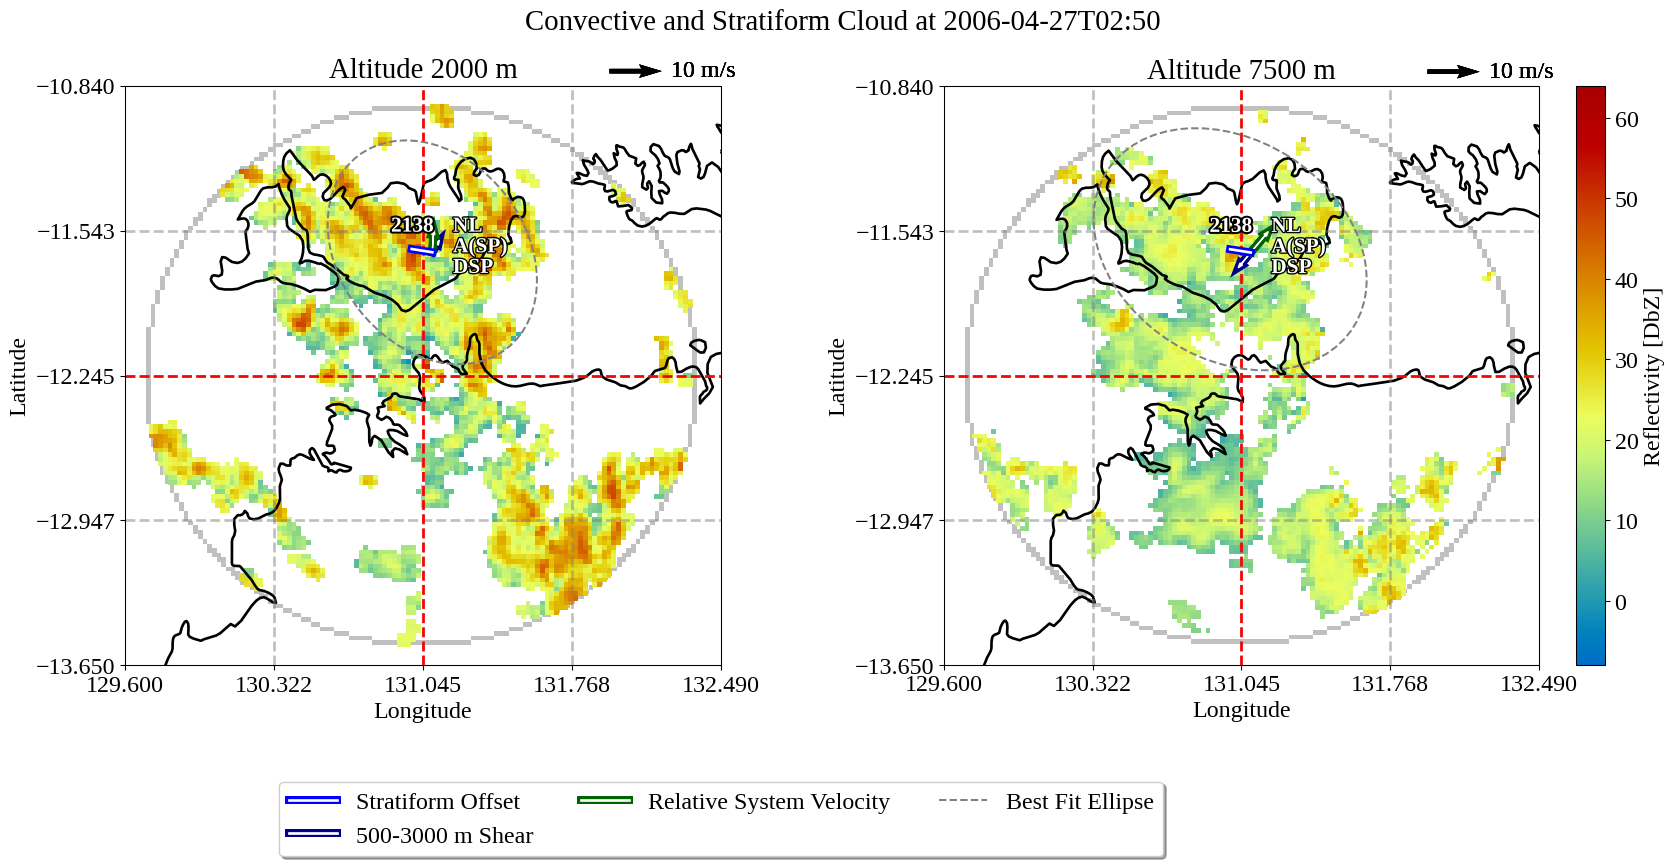 Convective and Stratiform Cloud at 2006-04-27T02:50
Altitude 2000 m
10 m/s
−10.840
−11.543
−12.245
−12.947
−13.650
129.600
130.322
131.045
131.768
132.490
Latitude
Longitude
2138
NL
A(SP)
DSP
Altitude 7500 m
10 m/s
−10.840
−11.543
−12.245
−12.947
−13.650
129.600
130.322
131.045
131.768
132.490
Latitude
Longitude
2138
NL
A(SP)
DSP
60
50
40
30
20
10
0
Reflectivity [DbZ]
Stratiform Offset
500-3000 m Shear
Relative System Velocity
Best Fit Ellipse